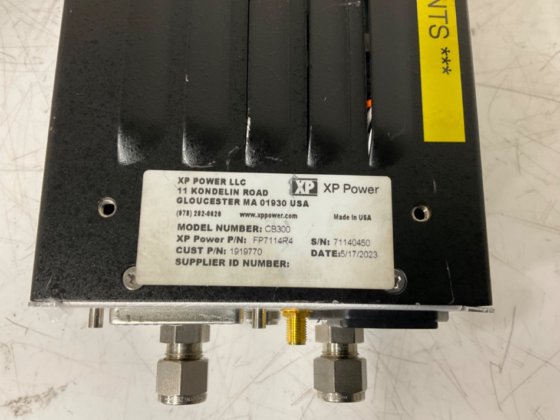 NTS ***
XP POWER LLC
11 KONDELIN ROAD
GLOUCESTER MA 01930 USA
(978) 282-0620 www.xppower.com
XP XP Power
Made in USA
MODEL NUMBER: CB300
XP Power P/N: FP7114R4 S/N: 71140450
CUST P/N: 1919770 DATE:5/17/2023
SUPPLIER ID NUMBER: